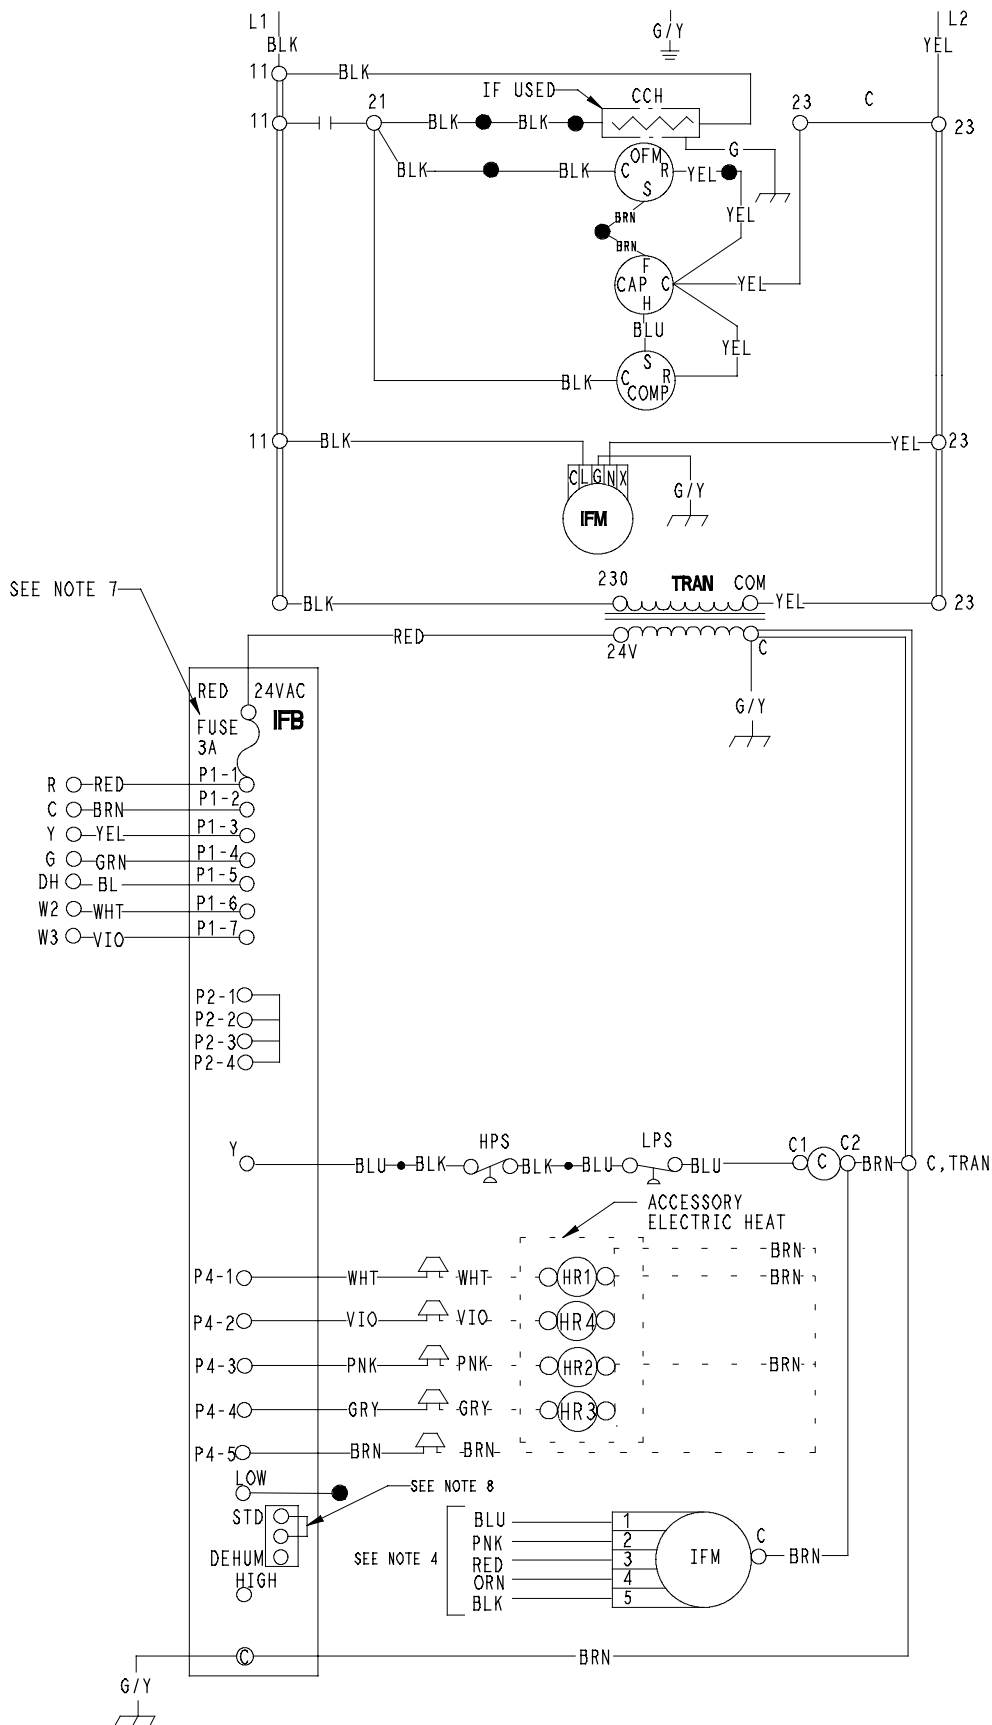 L1
G/Y
L2
BLK
YEL
11
BLK
IF USED
CCH
21
23
C
11
BLK
BLK
23
G
OFM
BLK
BLK
C
R
YEL
S
BRN
YEL
BRN
F
CAP
C
YEL
H
BLU
YEL
S
BLK
C
R
COMP
11
BLK
YEL
23
C L G N X
G/Y
IFM
230
TRAN
COM
SEE NOTE 7
BLK
YEL
23
RED
24V
C
RED
24VAC
G/Y
IFB
FUSE
3A
R
RED
P1-1
C
BRN
P1-2
Y
YEL
P1-3
G
GRN
P1-4
DH
BL
P1-5
W2
WHT
P1-6
W3
VIO
P1-7
P2-1
P2-2
P2-3
P2-4
Y
HPS
LPS
C1
C2
BLU
BLK
BLK
BLU
BLU
C
BRN
C,TRAN
ACCESSORY
ELECTRIC HEAT
BRN
P4-1
WHT
WHT
HR1
BRN
P4-2
VIO
VIO
HR4
P4-3
PNK
PNK
HR2
BRN
P4-4
GRY
GRY
HR3
P4-5
BRN
BRN
LOW
SEE NOTE 8
STD
DEHUM
HIGH
SEE NOTE 4
BLU
1
PNK
2
RED
3
ORN
4
BLK
5
IFM
C
BRN
C
BRN
G/Y